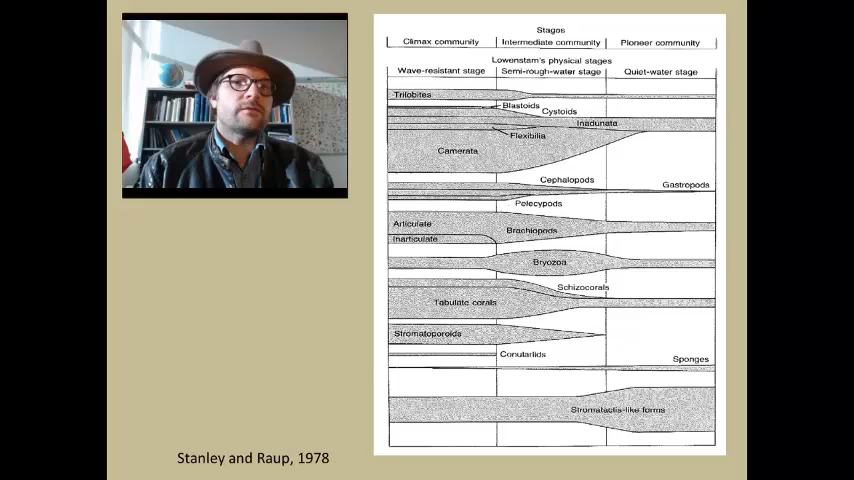 Stages
Climax community Intermediate community Pioneer community
Lowenstam's physical stages
Wave-resistant stage Semi-rough-water stage Quiet-water stage
Trilobites
Blastoids
Cystoids
Inadunata
Flexibilia
Camerata
Cephalopods
Gastropods
Pelecypods
Articulate
Brachiopods
Inarticulate
Bryozoa
Schizocorals
Tabulate corals
Stromatoporoids
Conulariids
Sponges
Stromatactis-like forms
Stanley and Raup, 1978